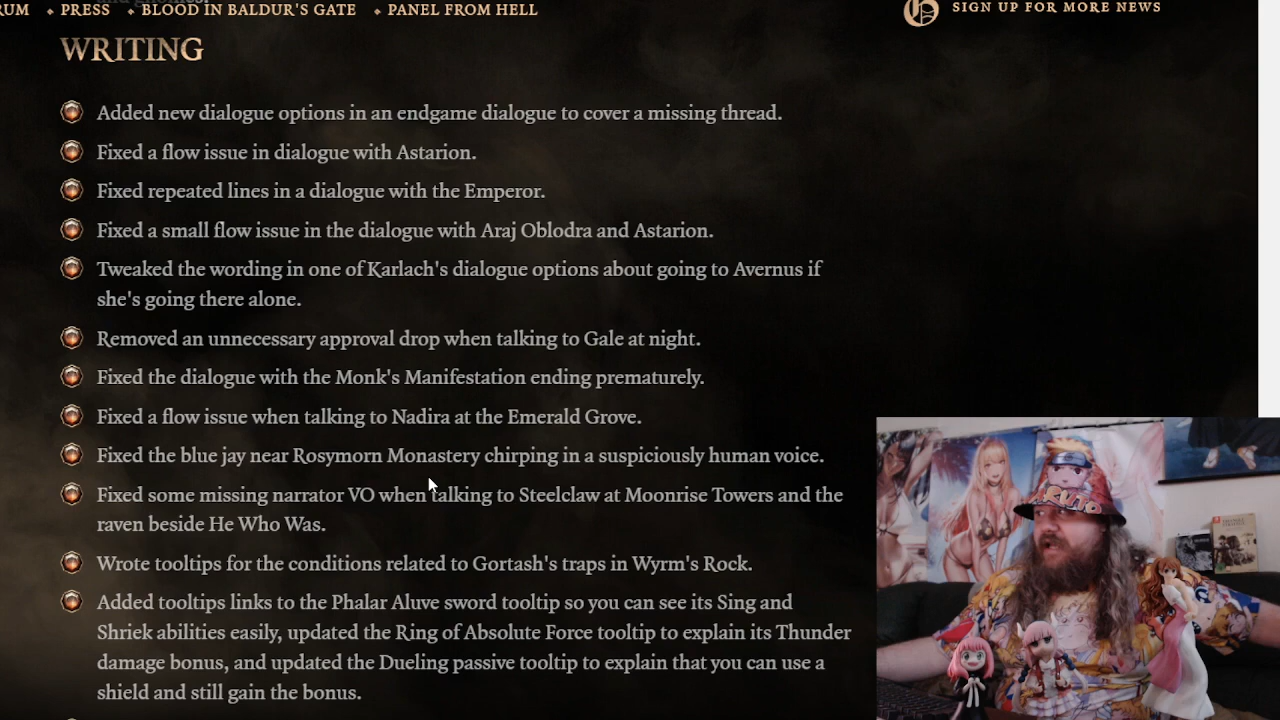 and gnomes.
RUM PRESS BLOOD IN BALDUR'S GATE PANEL FROM HELL SIGN UP FOR MORE NEWS
WRITING
Added new dialogue options in an endgame dialogue to cover a missing thread.
Fixed a flow issue in dialogue with Astarion.
Fixed repeated lines in a dialogue with the Emperor.
Fixed a small flow issue in the dialogue with Araj Oblodra and Astarion.
Tweaked the wording in one of Karlach's dialogue options about going to Avernus if
she's going there alone.
Removed an unnecessary approval drop when talking to Gale at night.
Fixed the dialogue with the Monk's Manifestation ending prematurely.
Fixed a flow issue when talking to Nadira at the Emerald Grove.
Fixed the blue jay near Rosymorn Monastery chirping in a suspiciously human voice.
Fixed some missing narrator VO when talking to Steelclaw at Moonrise Towers and the
raven beside He Who Was.
Wrote tooltips for the conditions related to Gortash's traps in Wyrm's Rock.
Added tooltips links to the Phalar Aluve sword tooltip so you can see its Sing and
Shriek abilities easily, updated the Ring of Absolute Force tooltip to explain its Thunder
damage bonus, and updated the Dueling passive tooltip to explain that you can use a
shield and still gain the bonus.
NARUTO